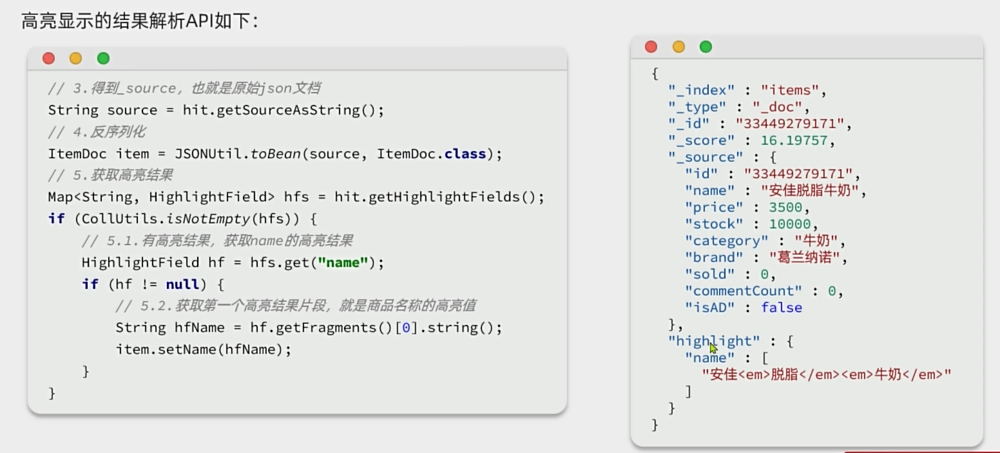 高亮显示的结果解析API如下：
// 3.得到_source，也就是原始json文档
String source = hit.getSourceAsString();
// 4.反序列化
ItemDoc item = JSONUtil.toBean(source, ItemDoc.class);
// 5.获取高亮结果
Map<String, HighlightField> hfs = hit.getHighlightFields();
if (CollUtils.isNotEmpty(hfs)) {
    // 5.1.有高亮结果，获取name的高亮结果
    HighlightField hf = hfs.get("name");
    if (hf != null) {
        // 5.2.获取第一个高亮结果片段，就是商品名称的高亮值
        String hfName = hf.getFragments()[0].string();
        item.setName(hfName);
    }
}
{
  "_index" : "items",
  "_type" : "_doc",
  "_id" : "33449279171",
  "_score" : 16.19757,
  "_source" : {
    "id" : "33449279171",
    "name" : "安佳脱脂牛奶",
    "price" : 3500,
    "stock" : 10000,
    "category" : "牛奶",
    "brand" : "葛兰纳诺",
    "sold" : 0,
    "commentCount" : 0,
    "isAD" : false
  },
  "highlight" : {
    "name" : [
      "安佳<em>脱脂</em><em>牛奶</em>"
    ]
  }
}